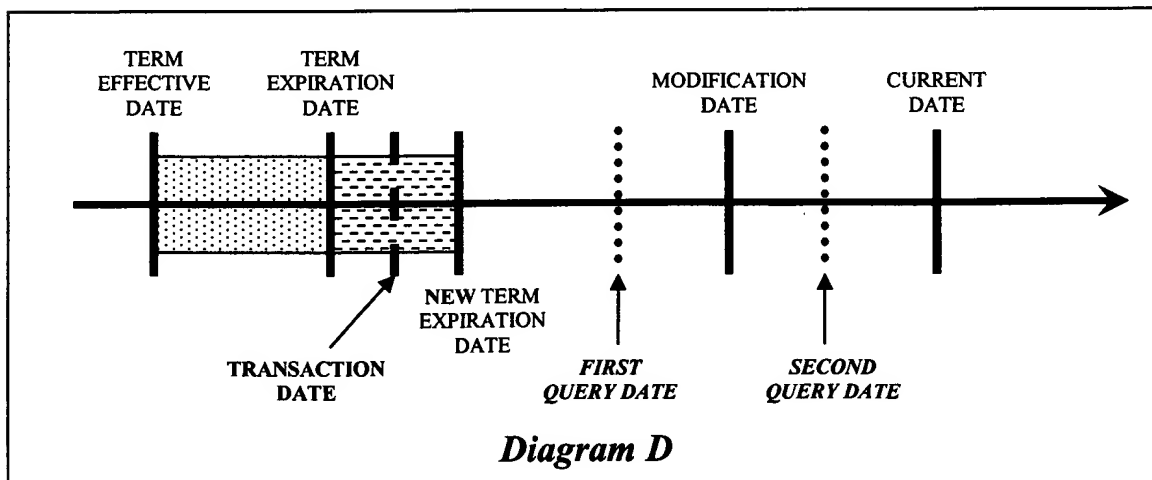 TERM
EFFECTIVE
DATE
TERM
EXPIRATION
DATE
MODIFICATION
DATE
CURRENT
DATE
NEW TERM
EXPIRATION
DATE
TRANSACTION
DATE
FIRST
QUERY DATE
SECOND
QUERY DATE
Diagram D